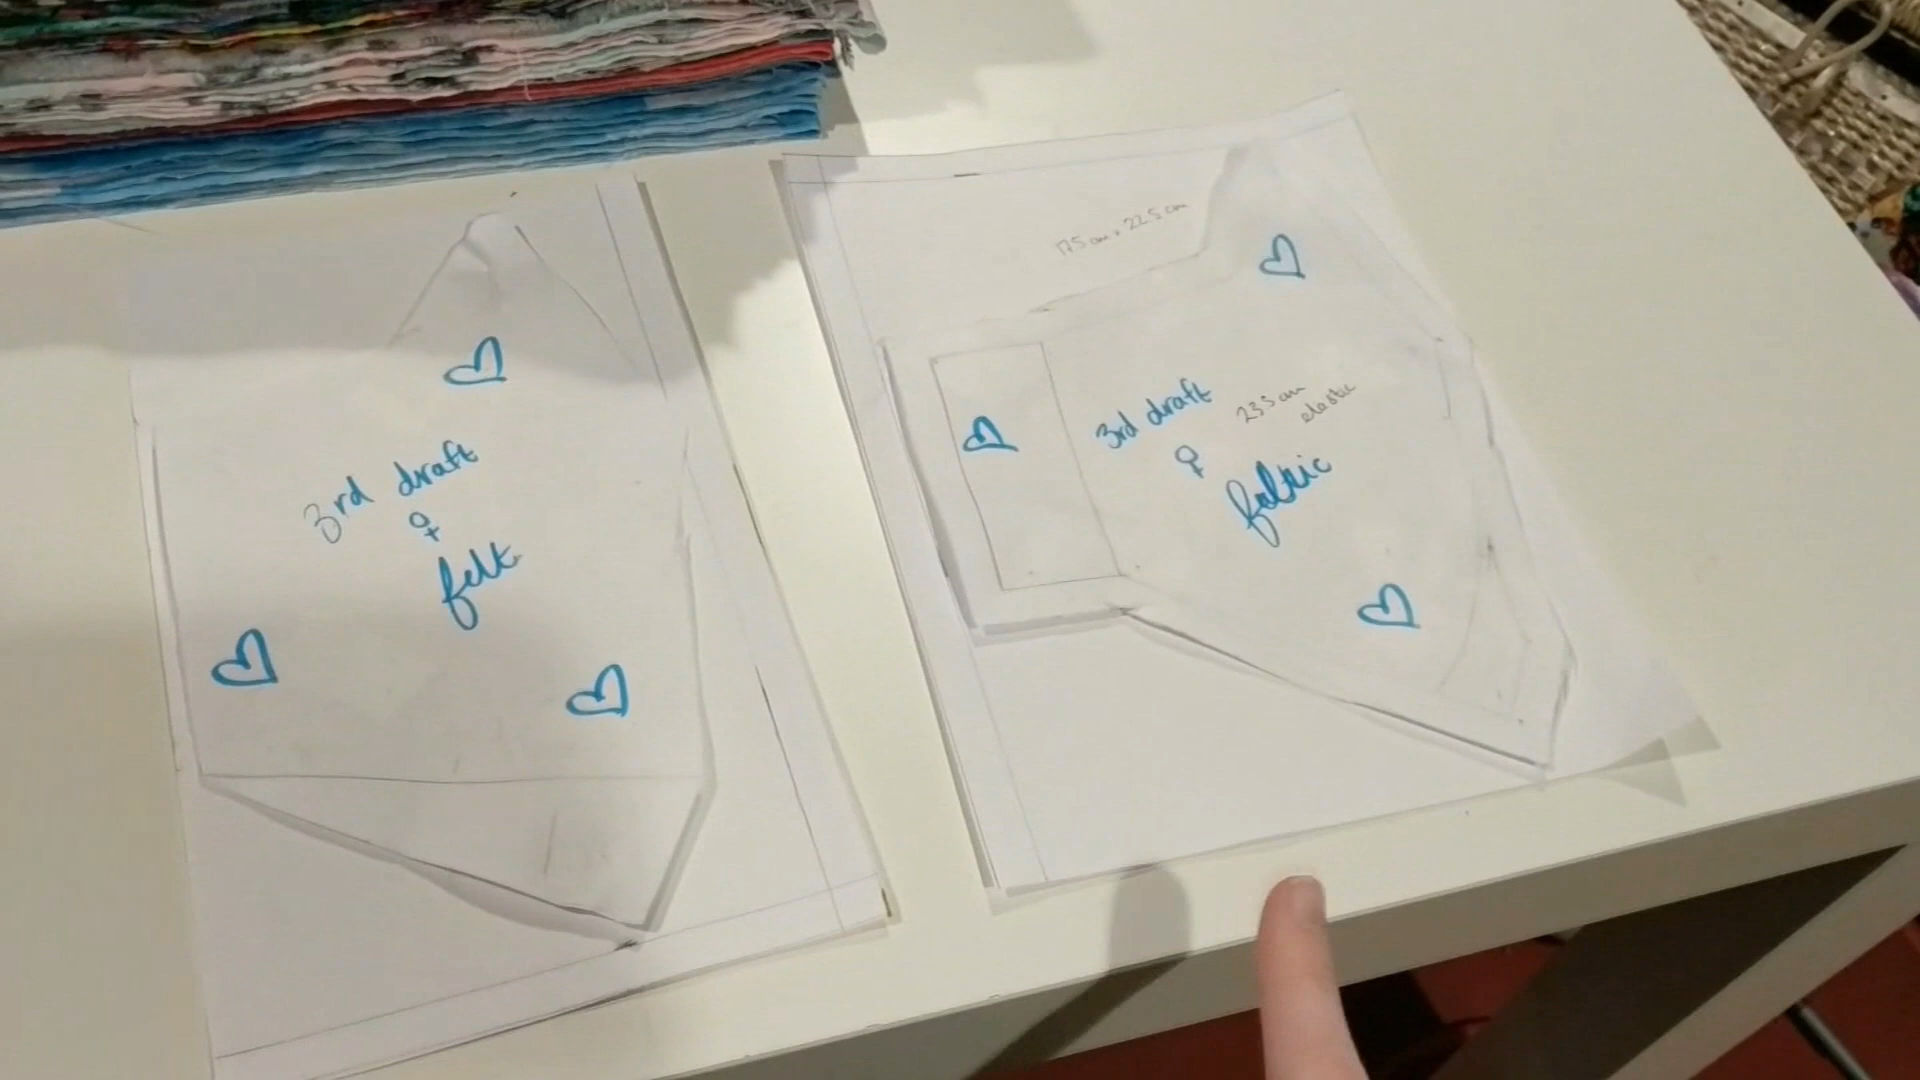 3rd draft
♀
felt
17.5 cm x 22.5 cm
3rd draft
♀
fabric
23.5 cm
elastic